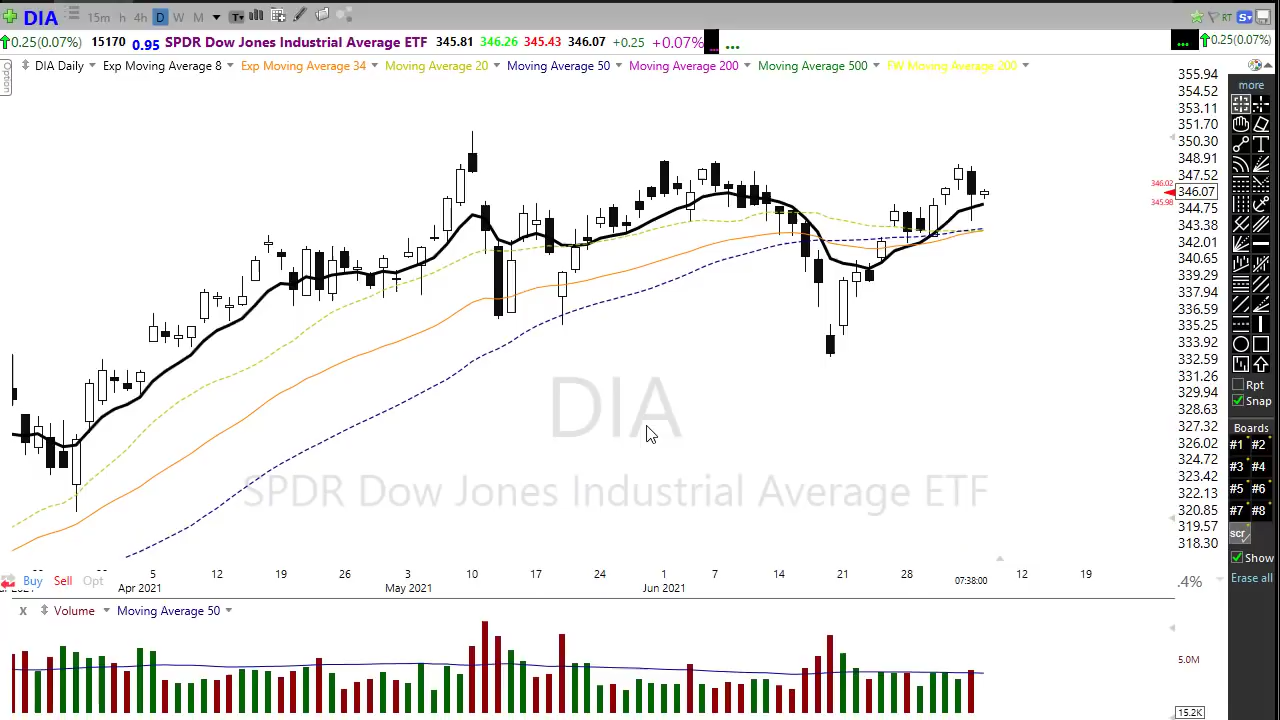 DIA 15m h 4h D W M T RT S
0.25(0.07%) 15170 0.95 SPDR Dow Jones Industrial Average ETF 345.81 346.26 345.43 346.07 +0.25 +0.07% ... ... 0.25(0.07%)
Option DIA Daily Exp Moving Average 8 Exp Moving Average 34 Moving Average 20 Moving Average 50 Moving Average 200 Moving Average 500 FW Moving Average 200
355.94
more
354.52
353.11
351.70
350.30
348.91
347.52
346.02
346.07
345.98
344.75
343.38
342.01
340.65
339.29
337.94
336.59
335.25
333.92
332.59
331.26
Rpt
329.94
Snap
328.63
327.32
Boards
326.02
#1 #2
324.72
#3 #4
323.42
322.13
#5 #6
320.85
#7 #8
319.57
scr
318.30
Show
Erase all
DIA
SPDR Dow Jones Industrial Average ETF
5 12 19 26 3 10 17 24 1 7 14 21 28 07:38:00 12 19
Buy Sell Opt .4%
Apr 2021 May 2021 Jun 2021
X Volume Moving Average 50
5.0M
15.2K